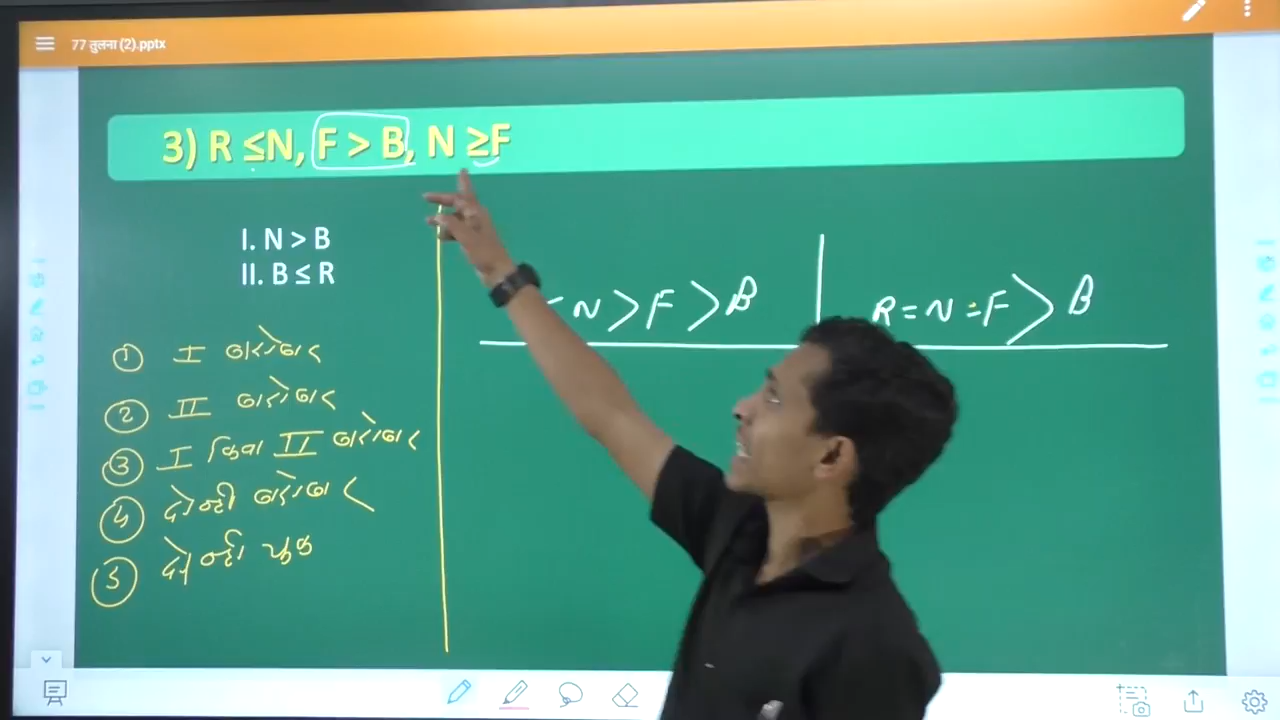 77 तुलना (2).pptx
3) R ≤N, F > B, N ≥F
I. N > B
II. B ≤ R
① I बरोबर
② II बरोबर
③ I किंवा II बरोबर
④ दोन्ही बरोबर
⑤ दोन्ही चुक
< N > F > B
R = N = F > B